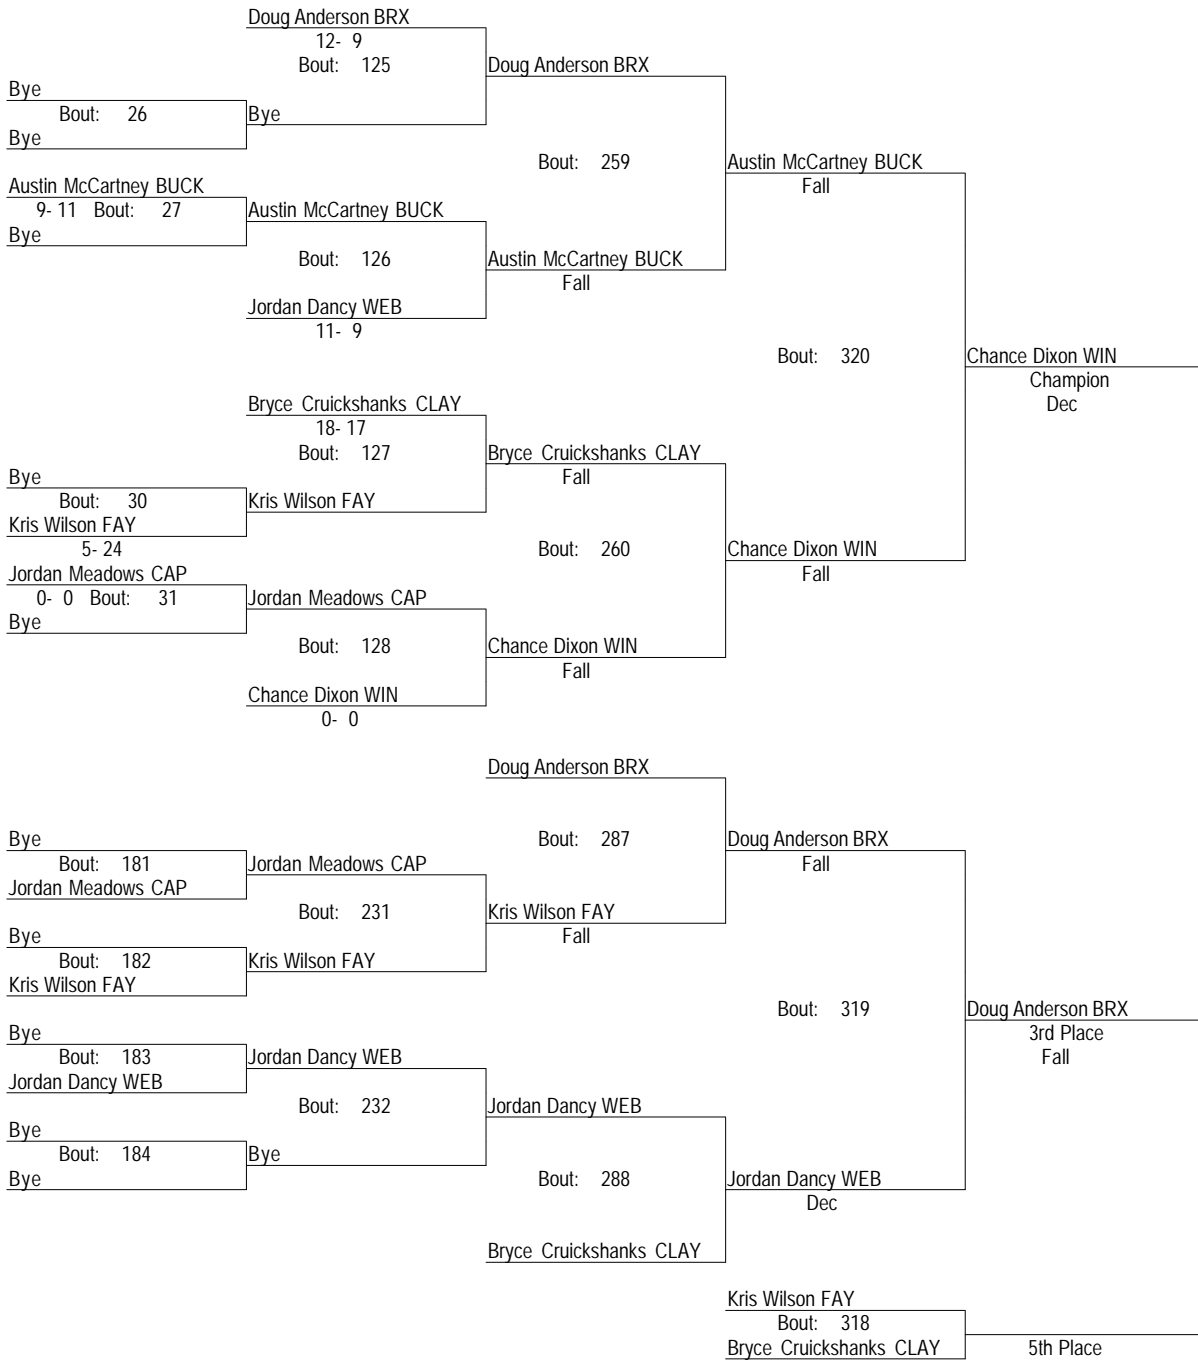 Doug Anderson BRX
12- 9
Bout: 125
Doug Anderson BRX
Bye
Bout: 26
Bye
Bye
Bout: 259
Austin McCartney BUCK
Fall
Austin McCartney BUCK
9- 11 Bout: 27
Austin McCartney BUCK
Bye
Bout: 126
Austin McCartney BUCK
Fall
Jordan Dancy WEB
11- 9
Bout: 320
Chance Dixon WIN
Champion
Dec
Bryce Cruickshanks CLAY
18- 17
Bout: 127
Bryce Cruickshanks CLAY
Fall
Bye
Bout: 30
Kris Wilson FAY
Kris Wilson FAY
5- 24
Bout: 260
Chance Dixon WIN
Fall
Jordan Meadows CAP
0- 0 Bout: 31
Jordan Meadows CAP
Bye
Bout: 128
Chance Dixon WIN
Fall
Chance Dixon WIN
0- 0
Doug Anderson BRX
Bout: 287
Doug Anderson BRX
Fall
Bye
Bout: 181
Jordan Meadows CAP
Jordan Meadows CAP
Bout: 231
Kris Wilson FAY
Fall
Bye
Bout: 182
Kris Wilson FAY
Kris Wilson FAY
Bout: 319
Doug Anderson BRX
3rd Place
Fall
Bye
Bout: 183
Jordan Dancy WEB
Jordan Dancy WEB
Bout: 232
Jordan Dancy WEB
Bye
Bout: 184
Bye
Bye
Bout: 288
Jordan Dancy WEB
Dec
Bryce Cruickshanks CLAY
Kris Wilson FAY
Bout: 318
Bryce Cruickshanks CLAY
5th Place